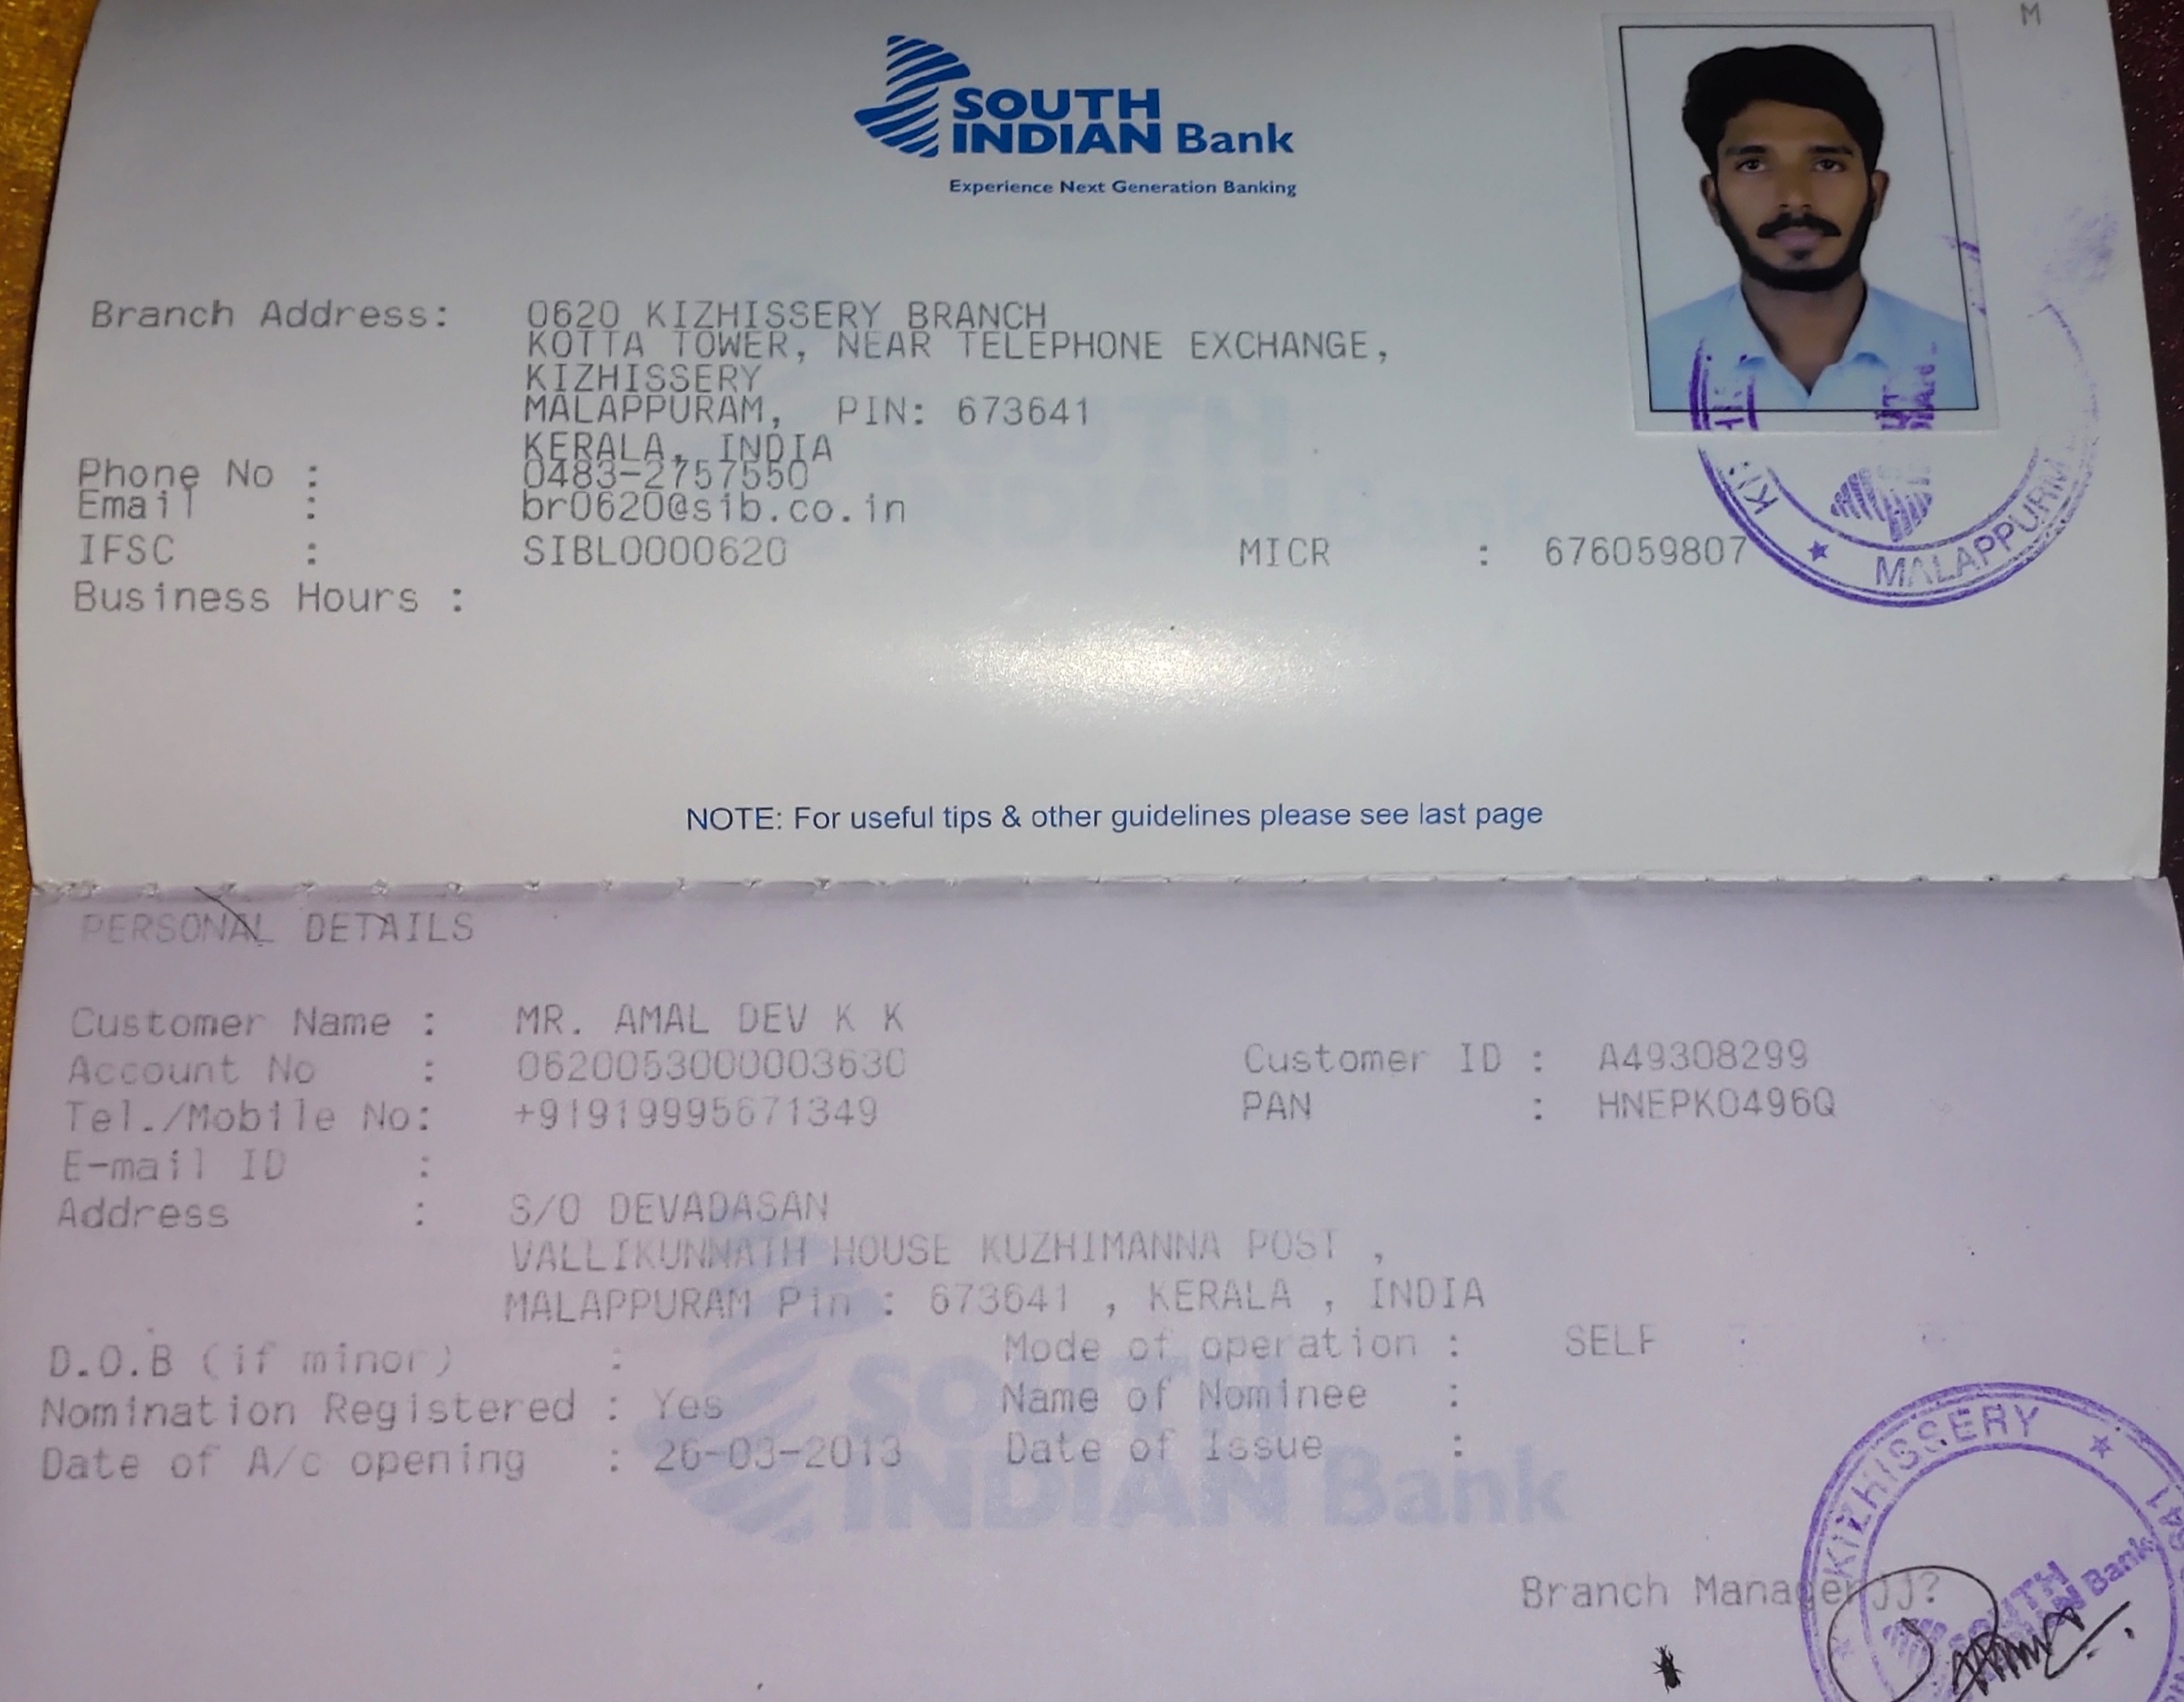 M
SOUTH
INDIAN Bank
Experience Next Generation Banking
Branch Address: 0620 KIZHISSERY BRANCH
KOTTA TOWER, NEAR TELEPHONE EXCHANGE,
KIZHISSERY
MALAPPURAM, PIN: 673641
KERALA, INDIA
Phone No : 0483-2757550
Email : br0620@sib.co.in
IFSC : SIBL0000620 MICR : 676059807
Business Hours :
MALAPPURM
NOTE: For useful tips & other guidelines please see last page
PERSONAL DETAILS
Customer Name : MR. AMAL DEV K K
Account No : 0620053000003630 Customer ID : A49308299
Tel./Mobile No: +91919995671349 PAN : HNEPK0496Q
E-mail ID :
Address : S/O DEVADASAN
VALLIKUNNATH HOUSE KUZHIMANNA POST ,
MALAPPURAM Pin : 673641 , KERALA , INDIA
D.O.B (if minor) : Mode of operation : SELF
Nomination Registered : Yes Name of Nominee :
Date of A/c opening : 26-03-2013 Date of Issue :
SOUTH
INDIAN Bank
KIZHISSERY
Branch Manager jj?
SOUTH
INDIAN Bank